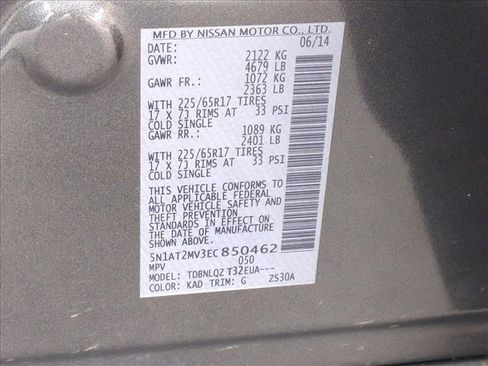 MFD BY NISSAN MOTOR CO., LTD.
DATE: 06/14
GVWR: 2122 KG
4679 LB
GAWR FR.: 1072 KG
2363 LB
WITH 225/65R17 TIRES
17 X 7J RIMS AT 33 PSI
COLD SINGLE
GAWR RR.: 1089 KG
2401 LB
WITH 225/65R17 TIRES
17 X 7J RIMS AT 33 PSI
COLD SINGLE
THIS VEHICLE CONFORMS TO
ALL APPLICABLE FEDERAL
MOTOR VEHICLE SAFETY AND
THEFT PREVENTION
STANDARDS IN EFFECT ON
THE DATE OF MANUFACTURE
SHOWN ABOVE.
5N1AT2MV3EC850462
MPV 050
MODEL: TDBNLQZ T32EUA---
COLOR: KAD TRIM: G ZS30A